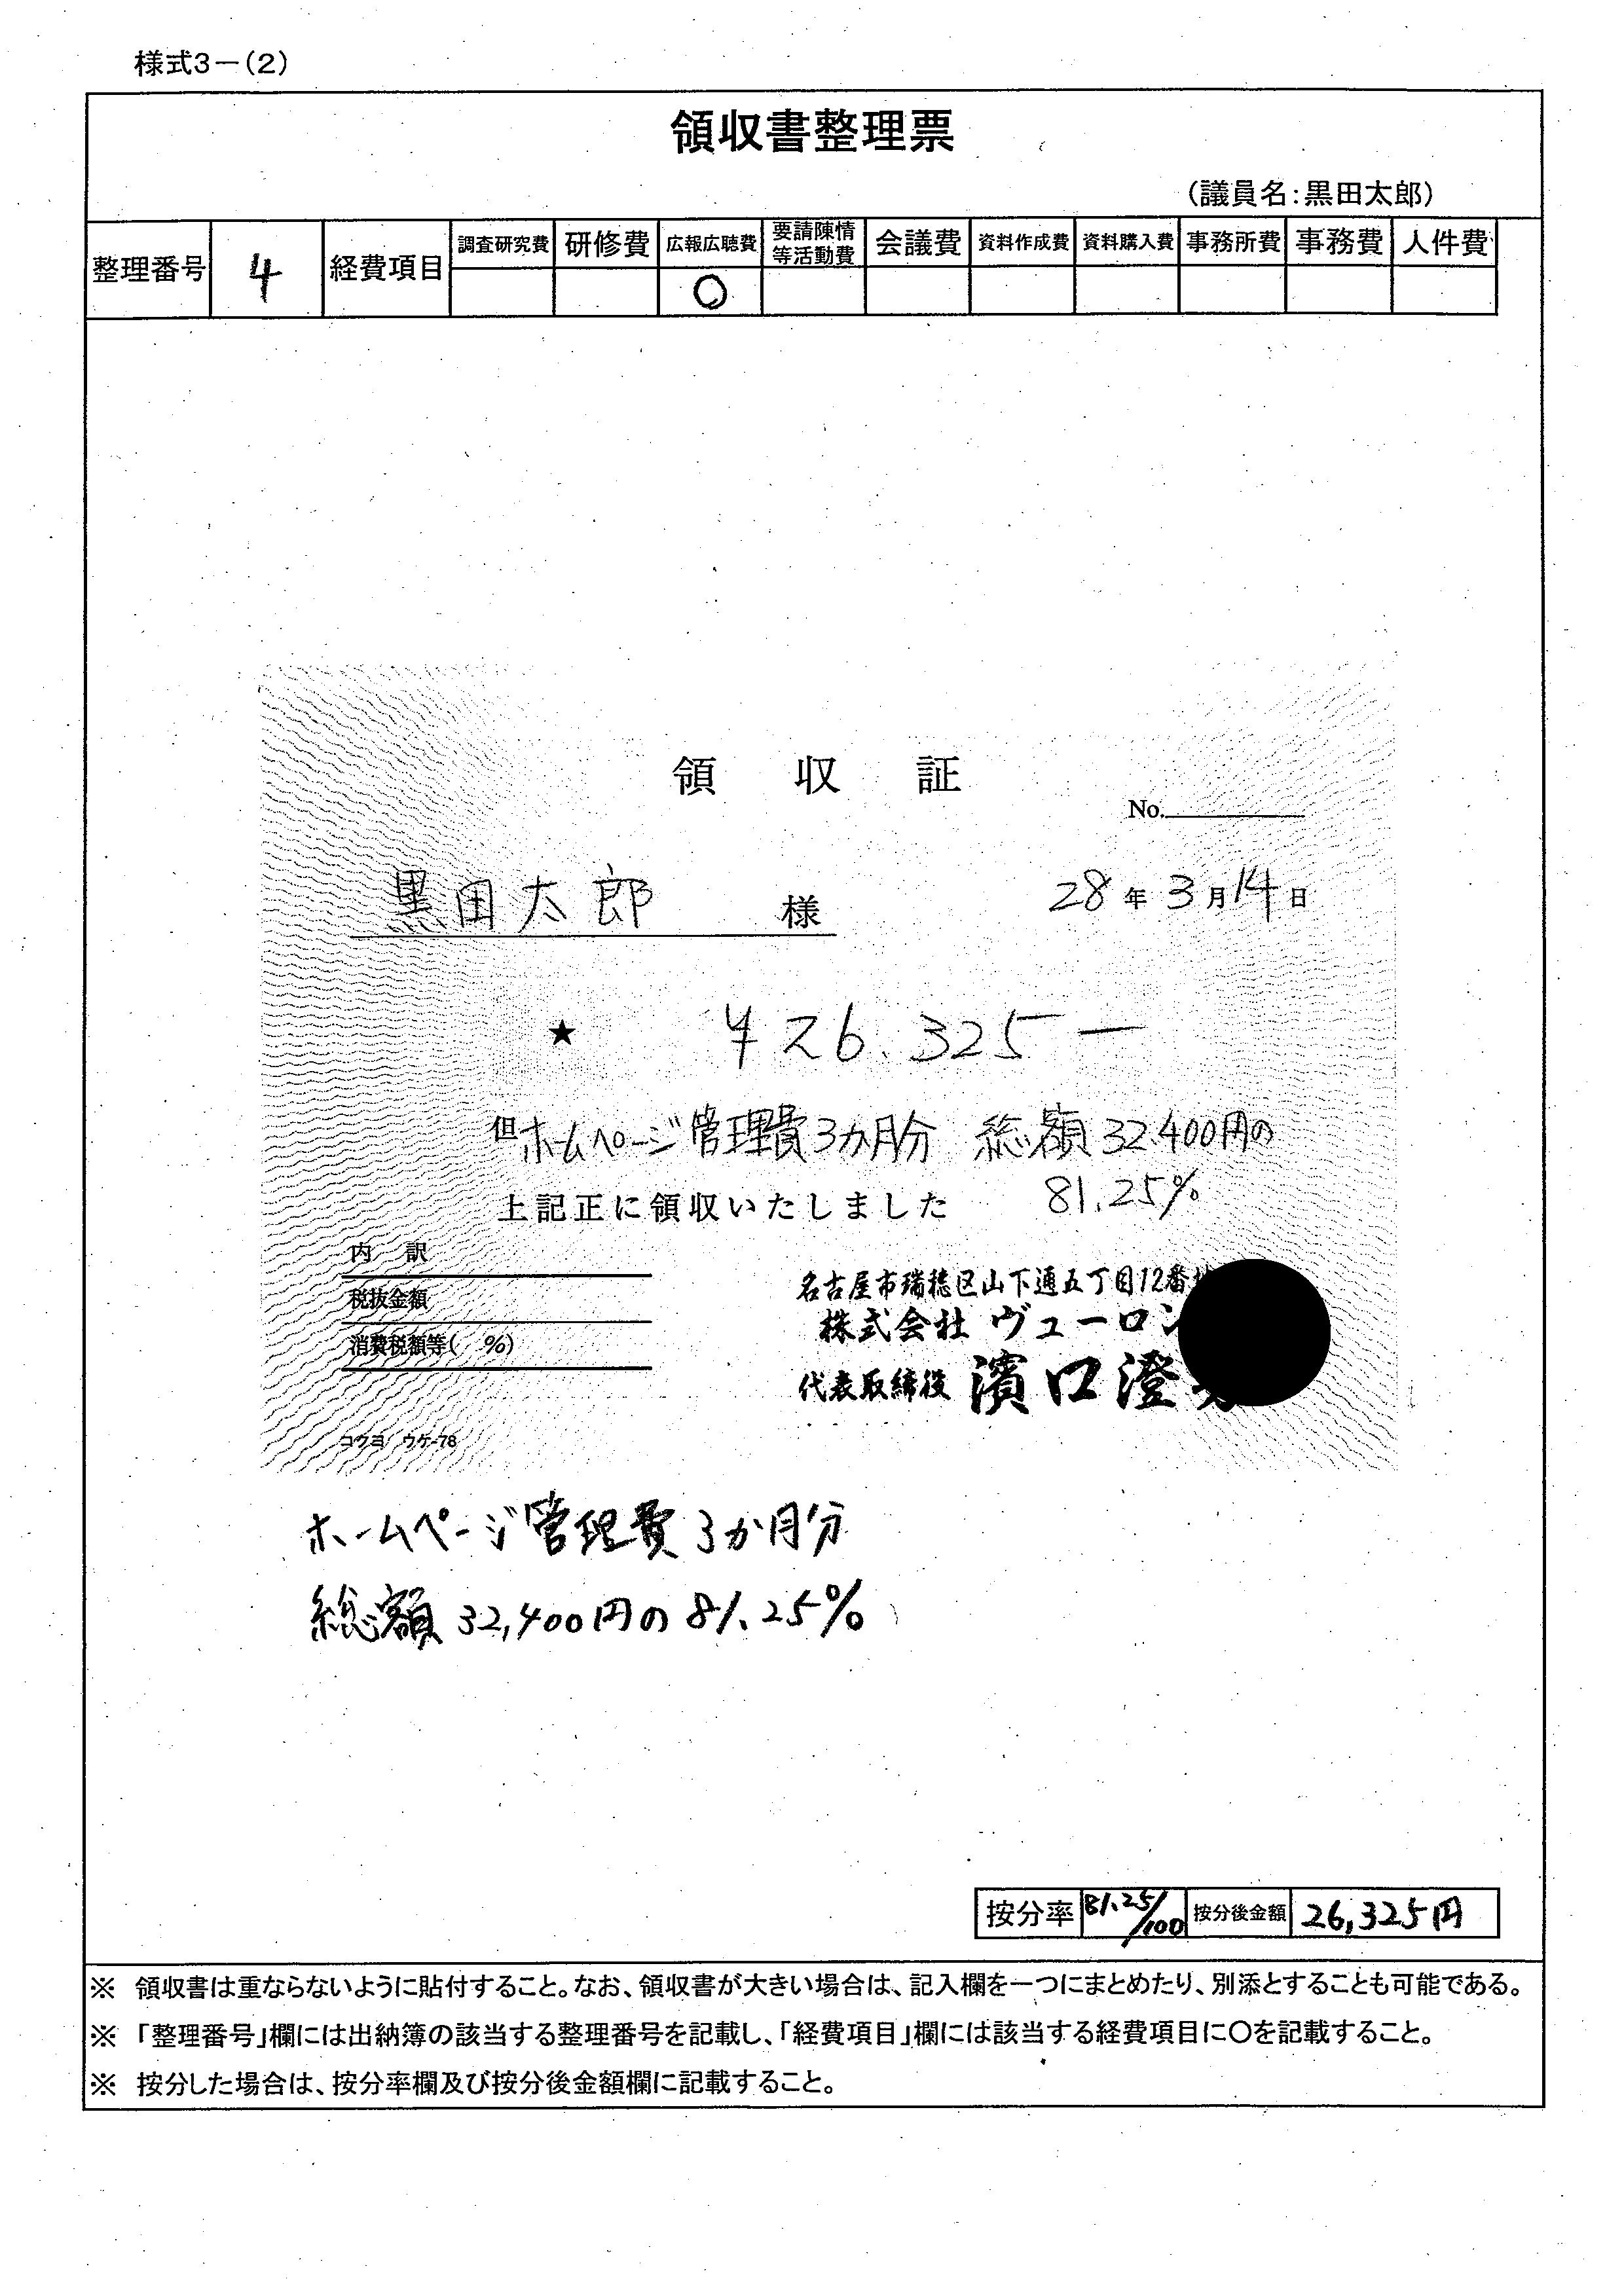 様式3－(2)
領収書整理票
(議員名:黒田太郎)
整理番号 4 経費項目 調査研究費 研修費 広報広聴費 要請陳情等活動費 会議費 資料作成費 資料購入費 事務所費 事務費 人件費
○
領 収 証
No.
黒田太郎 様 28年3月14日
★ ¥26.325－
但ホームページ管理費3カ月分 総額32.400円の
上記正に領収いたしました 81.25%
内 訳
税抜金額
消費税額等( %)
名古屋市瑞穂区山下通五丁目12番
株式会社 ヴューロン
代表取締役 濱口澄
コクヨ ウケ-78
ホームページ管理費3か月分
総額32,400円の81.25%
按分率 81.25/100 按分後金額 26,325円
※ 領収書は重ならないように貼付すること。なお、領収書が大きい場合は、記入欄を一つにまとめたり、別添とすることも可能である。
※ 「整理番号」欄には出納簿の該当する整理番号を記載し、「経費項目」欄には該当する経費項目に○を記載すること。
※ 按分した場合は、按分率欄及び按分後金額欄に記載すること。